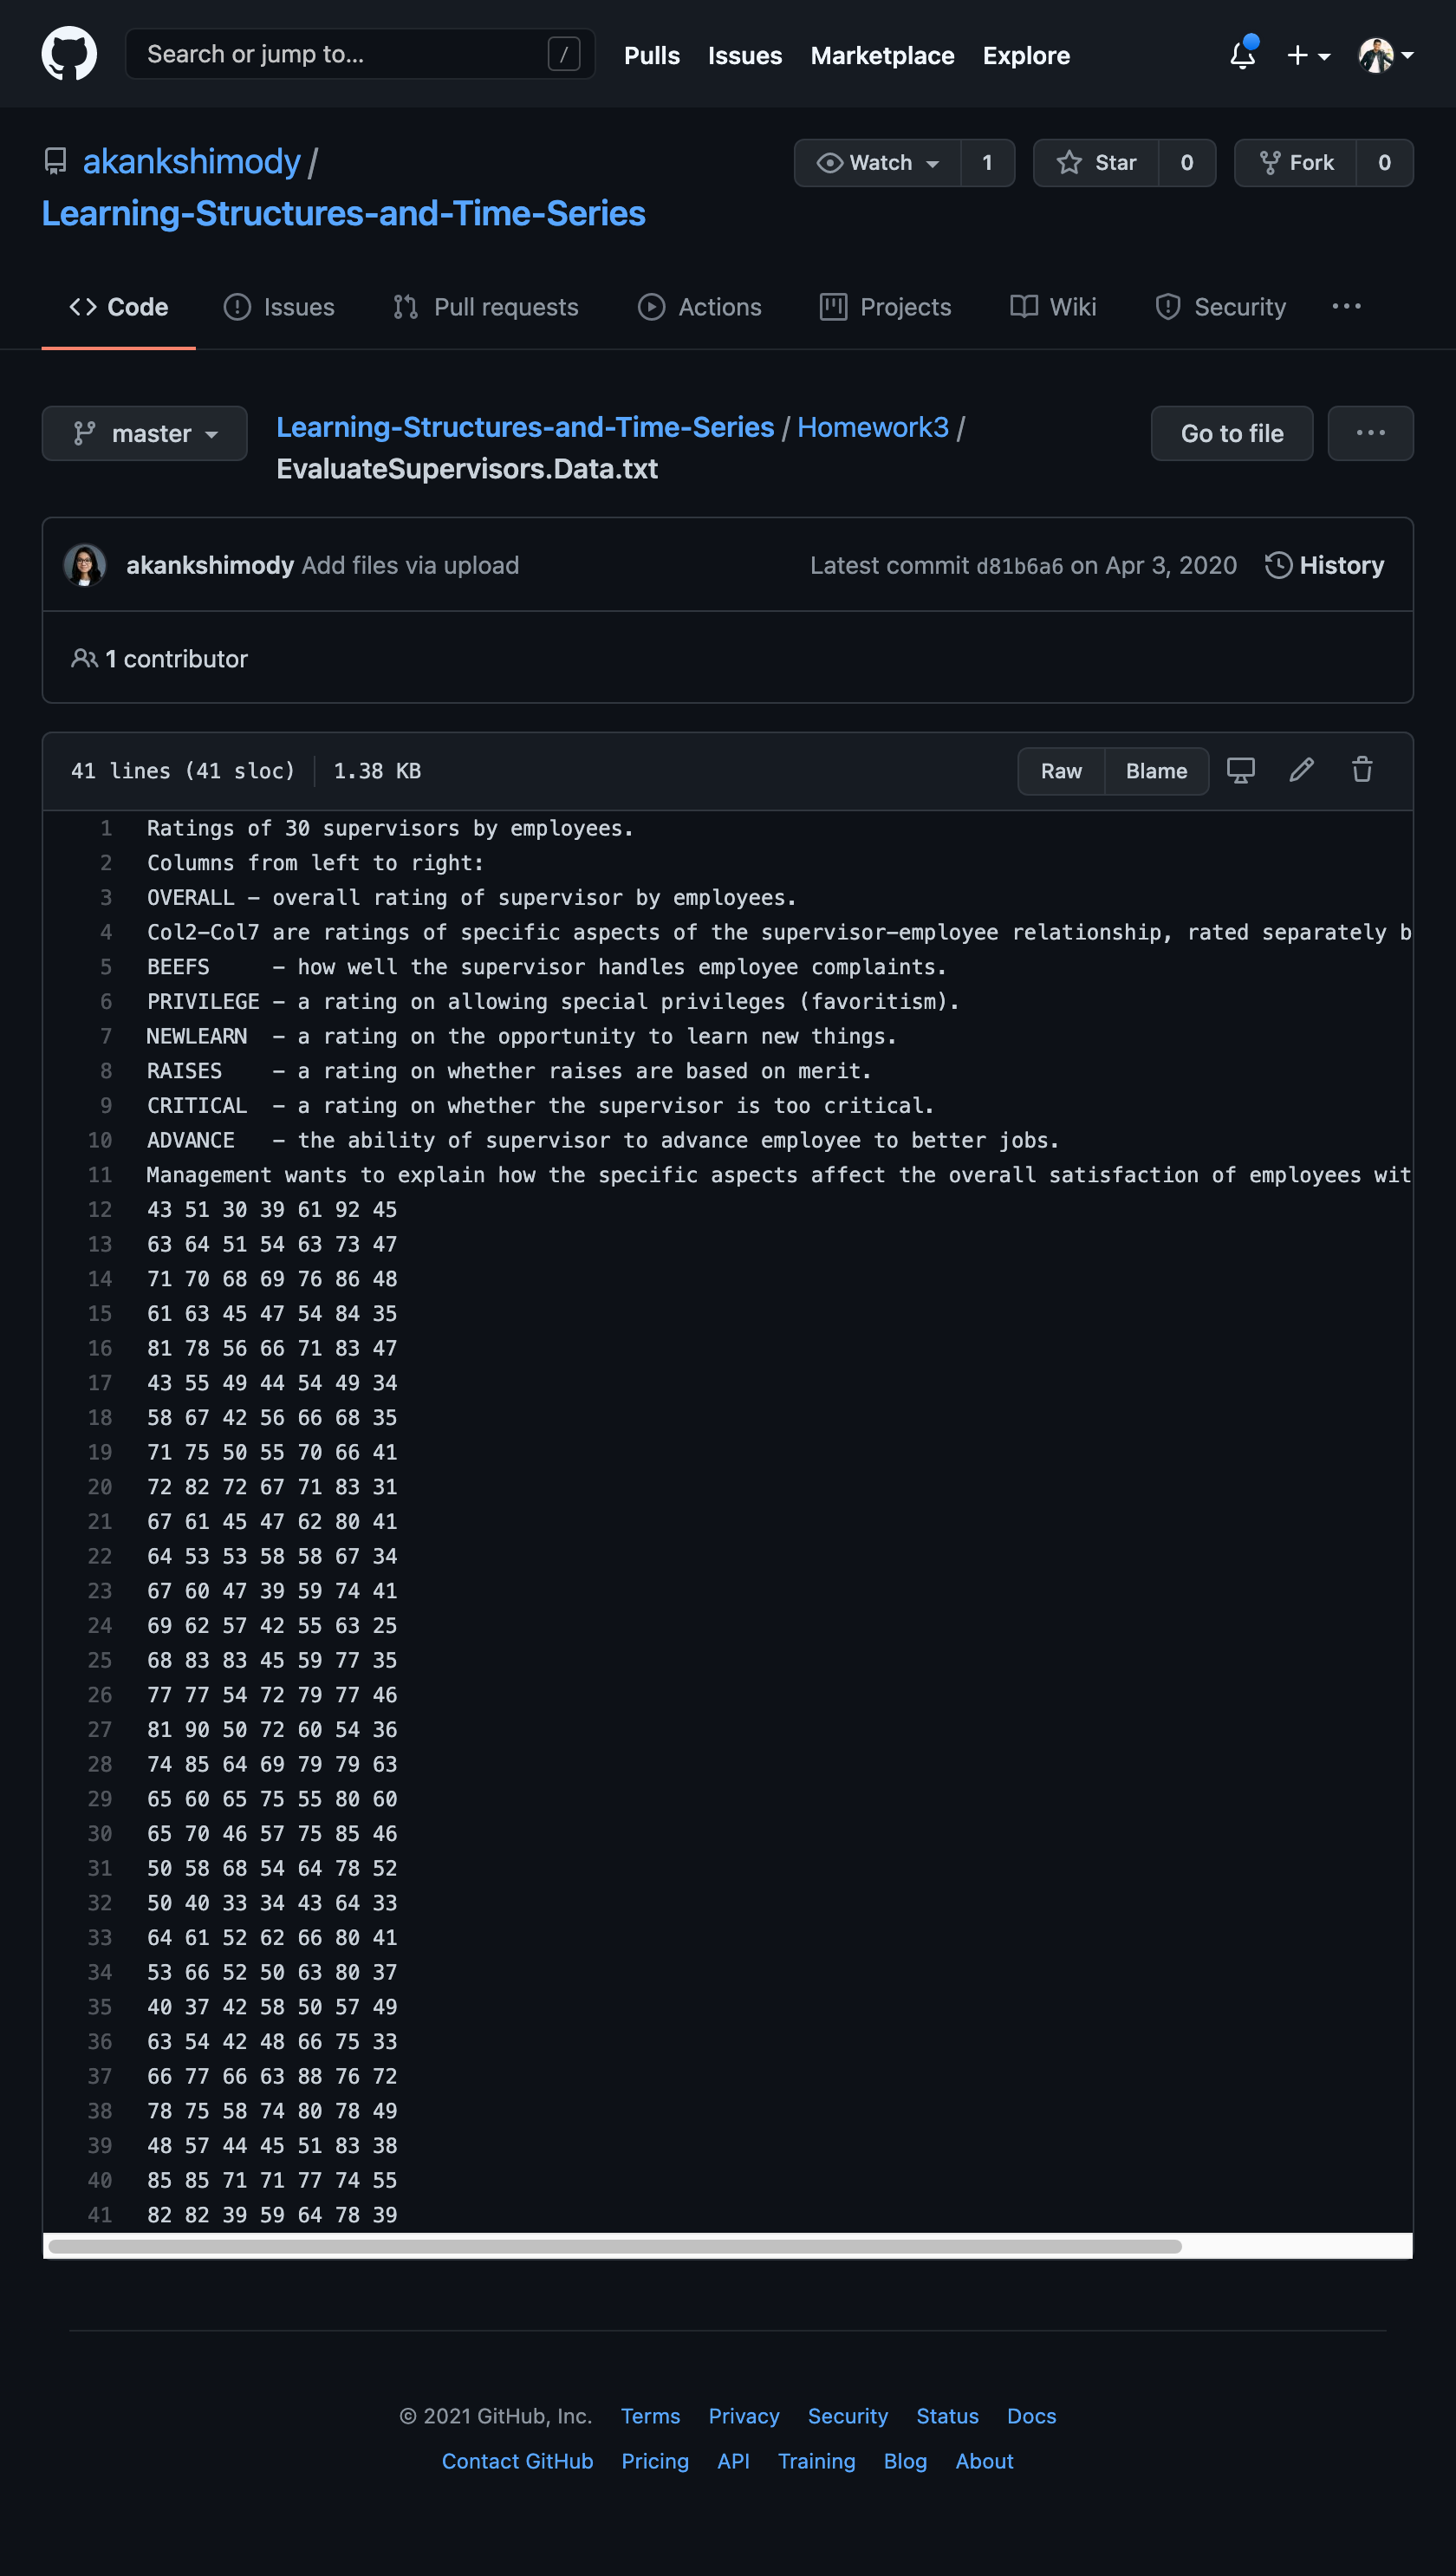 Search or jump to... /
Pulls Issues Marketplace Explore
akankshimody /
Learning-Structures-and-Time-Series
Watch 1 Star 0 Fork 0
Code Issues Pull requests Actions Projects Wiki Security
master
Learning-Structures-and-Time-Series / Homework3 /
EvaluateSupervisors.Data.txt
Go to file
akankshimody Add files via upload
Latest commit d81b6a6 on Apr 3, 2020 History
1 contributor
41 lines (41 sloc) 1.38 KB
Raw Blame
1 Ratings of 30 supervisors by employees.
2 Columns from left to right:
3 OVERALL – overall rating of supervisor by employees.
4 Col2–Col7 are ratings of specific aspects of the supervisor–employee relationship, rated separately b
5 BEEFS – how well the supervisor handles employee complaints.
6 PRIVILEGE – a rating on allowing special privileges (favoritism).
7 NEWLEARN – a rating on the opportunity to learn new things.
8 RAISES – a rating on whether raises are based on merit.
9 CRITICAL – a rating on whether the supervisor is too critical.
10 ADVANCE – the ability of supervisor to advance employee to better jobs.
11 Management wants to explain how the specific aspects affect the overall satisfaction of employees wit
12 43 51 30 39 61 92 45
13 63 64 51 54 63 73 47
14 71 70 68 69 76 86 48
15 61 63 45 47 54 84 35
16 81 78 56 66 71 83 47
17 43 55 49 44 54 49 34
18 58 67 42 56 66 68 35
19 71 75 50 55 70 66 41
20 72 82 72 67 71 83 31
21 67 61 45 47 62 80 41
22 64 53 53 58 58 67 34
23 67 60 47 39 59 74 41
24 69 62 57 42 55 63 25
25 68 83 83 45 59 77 35
26 77 77 54 72 79 77 46
27 81 90 50 72 60 54 36
28 74 85 64 69 79 79 63
29 65 60 65 75 55 80 60
30 65 70 46 57 75 85 46
31 50 58 68 54 64 78 52
32 50 40 33 34 43 64 33
33 64 61 52 62 66 80 41
34 53 66 52 50 63 80 37
35 40 37 42 58 50 57 49
36 63 54 42 48 66 75 33
37 66 77 66 63 88 76 72
38 78 75 58 74 80 78 49
39 48 57 44 45 51 83 38
40 85 85 71 71 77 74 55
41 82 82 39 59 64 78 39
© 2021 GitHub, Inc. Terms Privacy Security Status Docs
Contact GitHub Pricing API Training Blog About